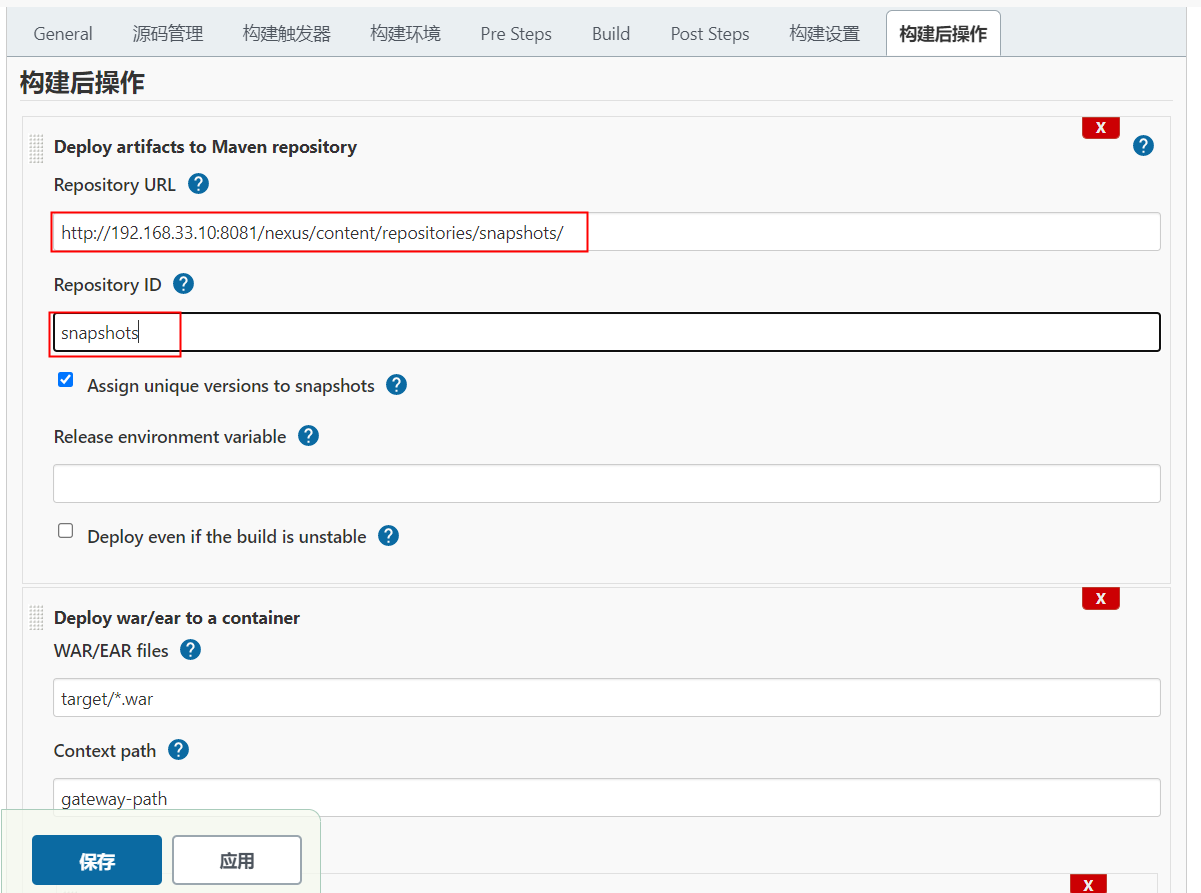 General 源码管理 构建触发器 构建环境 Pre Steps Build Post Steps 构建设置 构建后操作
构建后操作
X
Deploy artifacts to Maven repository ?
Repository URL ?
http://192.168.33.10:8081/nexus/content/repositories/snapshots/
Repository ID ?
snapshots
Assign unique versions to snapshots ?
Release environment variable ?
Deploy even if the build is unstable ?
X
Deploy war/ear to a container
WAR/EAR files ?
target/*.war
Context path ?
gateway-path
保存 应用
X